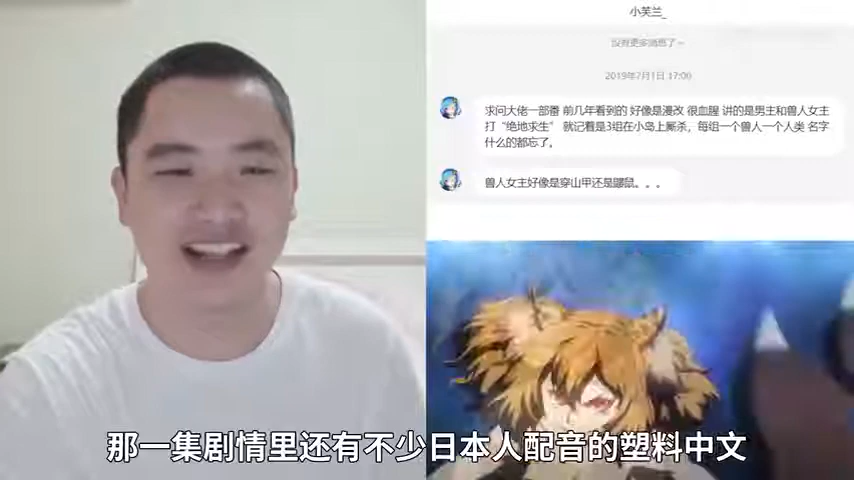 小芙兰_
没有更多消息了~
2019年7月1日 17:00
求问大佬一部番 前几年看到的 好像是漫改 很血腥 讲的是男主和兽人女主
打“绝地求生” 就记着是3组在小岛上厮杀，每组一个兽人一个人类 名字
什么的都忘了。
兽人女主好像是穿山甲还是鼹鼠。。。
那一集剧情里还有不少日本人配音的塑料中文